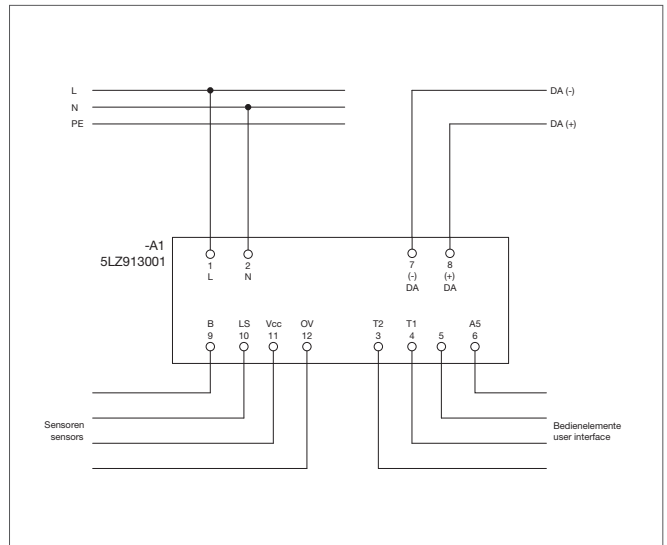 L
N
PE
DA (-)
DA (+)
-A1
5LZ913001
1
L
2
N
7
(-)
DA
8
(+)
DA
B
9
LS
10
Vcc
11
OV
12
T2
3
T1
4
5
A5
6
Sensoren
sensors
Bedienelemente
user interface